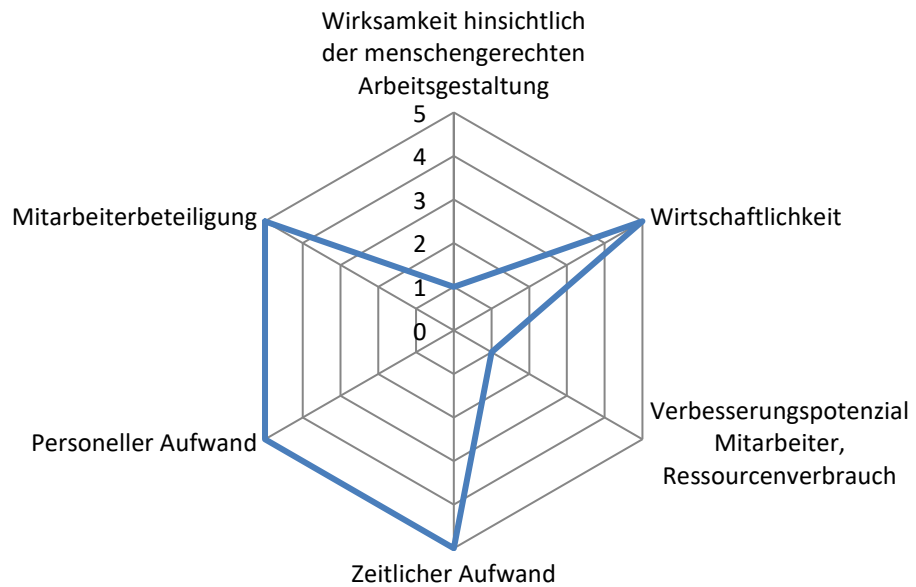 Wirksamkeit hinsichtlich
der menschengerechten
Arbeitsgestaltung
5
4
3
2
1
0
Mitarbeiterbeteiligung
Wirtschaftlichkeit
Personeller Aufwand
Verbesserungspotenzial
Mitarbeiter,
Ressourcenverbrauch
Zeitlicher Aufwand